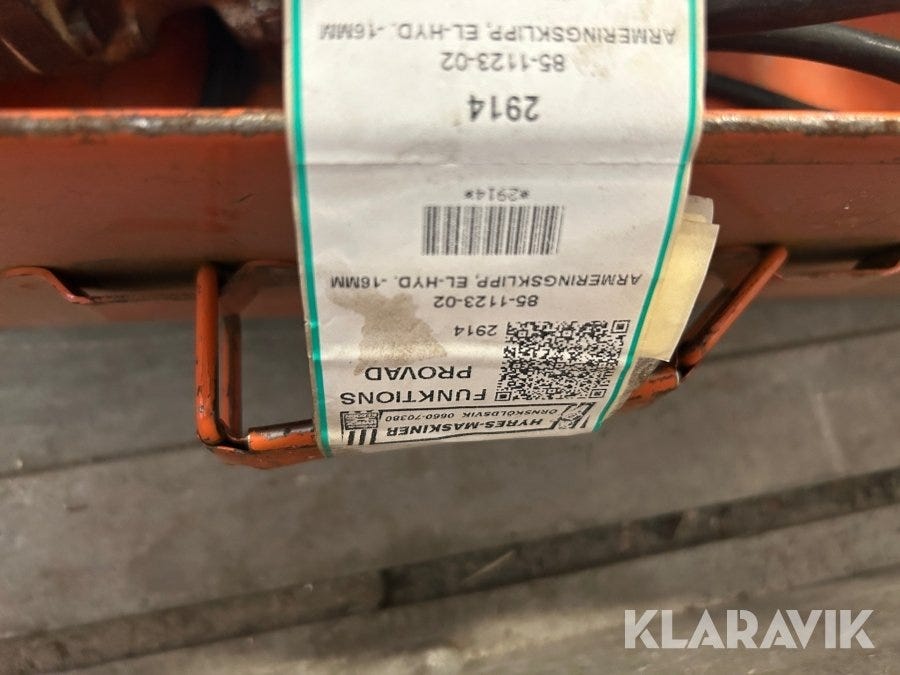 HYRES-MASKINER
ÖRNSKÖLDSVIK 0660-70380
FUNKTIONS
PROVAD
2914
85-1123-02
ARMERINGSKLIPP, EL-HYD. -16MM
*2914*
2914
85-1123-02
ARMERINGSKLIPP, EL-HYD. -16MM
KLARAVIK